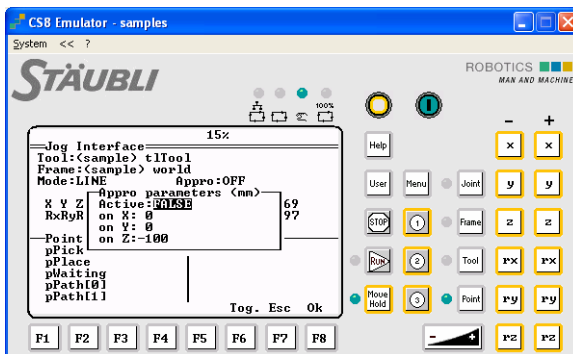 CS8 Emulator - samples
System << ?
STÄUBLI
ROBOTICS
MAN AND MACHINE
100%
15%
Jog Interface
Tool:(sample) tlTool
Frame:(sample) world
Mode:LINE Appro:OFF
Appro parameters (mm)
X Y Z Active:FALSE 69
RxRyR on X: 0 97
on Y: 0
Point on Z:-100
pPick
pPlace
pWaiting
pPath[0]
pPath[1]
Tog. Esc Ok
F1 F2 F3 F4 F5 F6 F7 F8
Help
User Menu Joint
STOP 1 Frame
RUN 2 Tool
Move Hold 3 Point
- +
- +
x x
y y
z z
rx rx
ry ry
rz rz